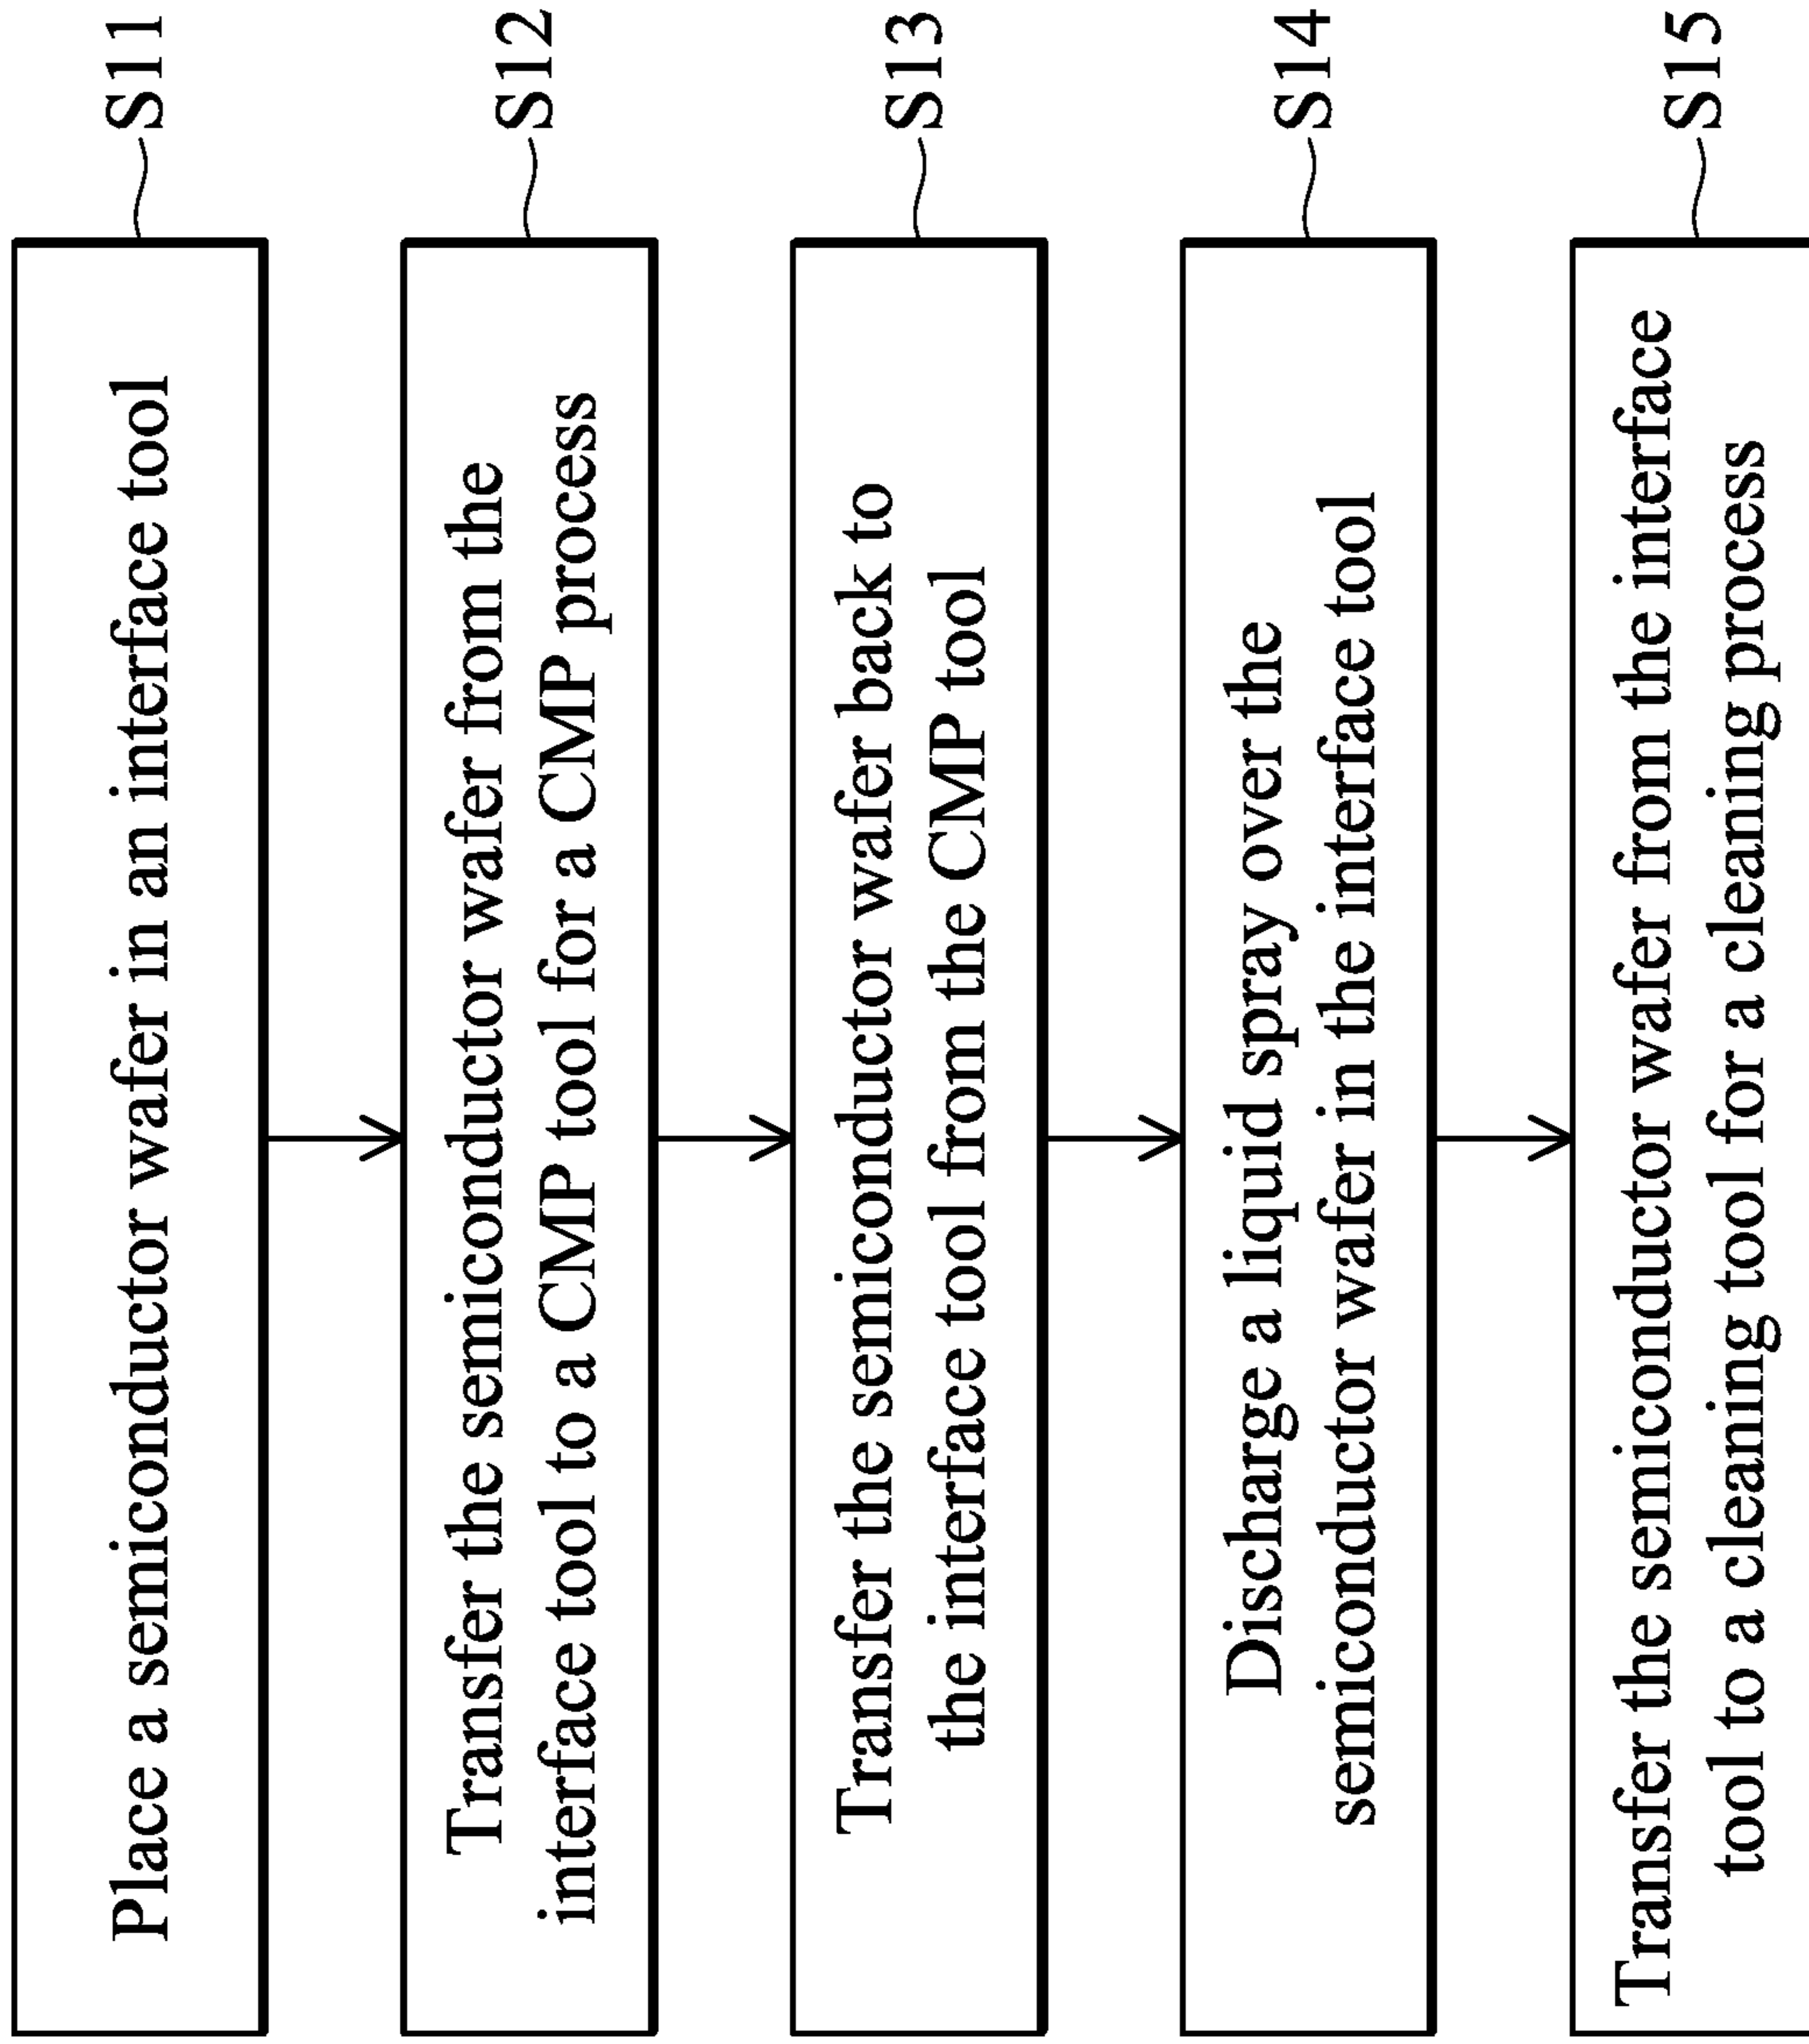 Place a semiconductor wafer in an interface tool
S11
Transfer the semiconductor wafer from the
interface tool to a CMP tool for a CMP process
S12
Transfer the semiconductor wafer back to
the interface tool from the CMP tool
S13
Discharge a liquid spray over the
semiconductor wafer in the interface tool
S14
Transfer the semiconductor wafer from the interface
tool to a cleaning tool for a cleaning process
S15